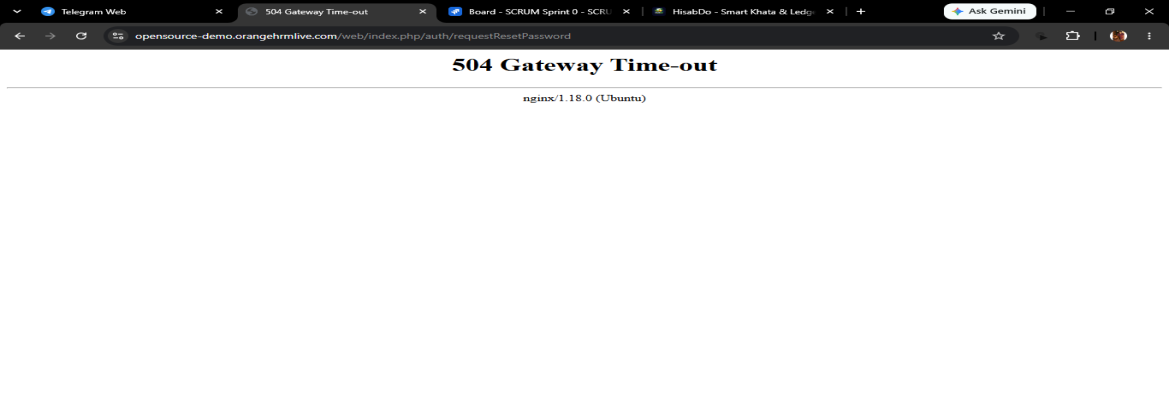 Telegram Web
504 Gateway Time-out
Board - SCRUM Sprint 0 - SCRU
HisabDo - Smart Khata & Ledg
Ask Gemini
opensource-demo.orangehrmlive.com/web/index.php/auth/requestResetPassword
504 Gateway Time-out
nginx/1.18.0 (Ubuntu)